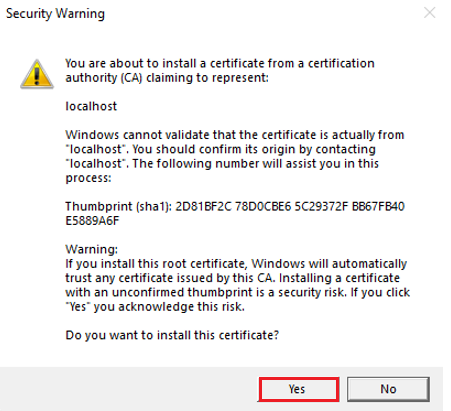 Security Warning
You are about to install a certificate from a certification
authority (CA) claiming to represent:
localhost
Windows cannot validate that the certificate is actually from
"localhost". You should confirm its origin by contacting
"localhost". The following number will assist you in this
process:
Thumbprint (sha1): 2D81BF2C 78D0CBE6 5C29372F BB67FB40
E5889A6F
Warning:
If you install this root certificate, Windows will automatically
trust any certificate issued by this CA. Installing a certificate
with an unconfirmed thumbprint is a security risk. If you click
"Yes" you acknowledge this risk.
Do you want to install this certificate?
Yes
No